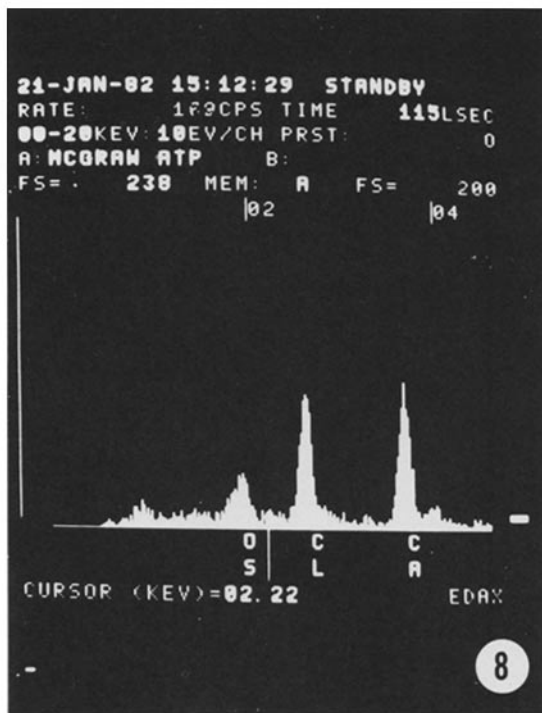 21-JAN-82 15:12:29 STANDBY
RATE: 109CPS TIME 115LSEC
00-20KEV:10EV/CH PRST: 0
A:MCGRAW ATP B:
FS= 238 MEM: A FS= 200
|02 |04
O C C
S L A
CURSOR (KEV)=02.22 EDAX
8